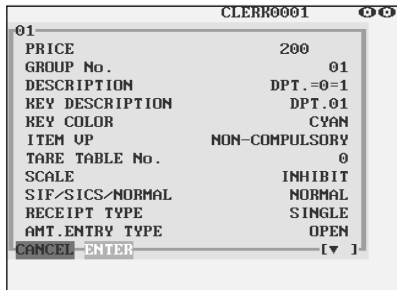 CLERK0001
01
PRICE 200
GROUP No. 01
DESCRIPTION DPT.=0=1
KEY DESCRIPTION DPT.01
KEY COLOR CYAN
ITEM VP NON-COMPULSORY
TARE TABLE No. 0
SCALE INHIBIT
SIF/SICS/NORMAL NORMAL
RECEIPT TYPE SINGLE
AMT.ENTRY TYPE OPEN
CANCEL ENTER [▼ ]